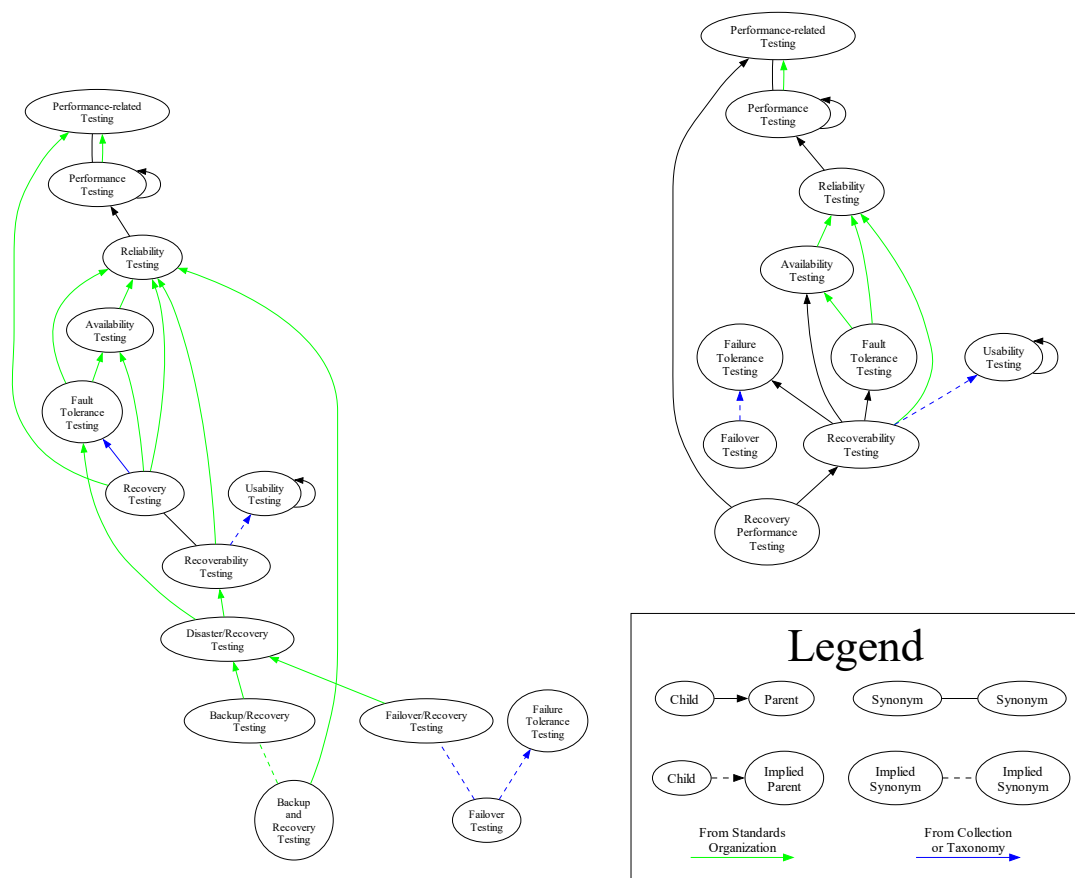 Performance-related
Testing
Performance
Testing
Reliability
Testing
Availability
Testing
Fault
Tolerance
Testing
Recovery
Testing
Usability
Testing
Recoverability
Testing
Disaster/Recovery
Testing
Backup/Recovery
Testing
Failover/Recovery
Testing
Failure
Tolerance
Testing
Backup
and
Recovery
Testing
Failover
Testing
Performance-related
Testing
Performance
Testing
Reliability
Testing
Availability
Testing
Failure
Tolerance
Testing
Fault
Tolerance
Testing
Usability
Testing
Failover
Testing
Recoverability
Testing
Recovery
Performance
Testing
Legend
Child
Parent
Synonym
Synonym
Child
Implied
Parent
Implied
Synonym
Implied
Synonym
From Standards
Organization
From Collection
or Taxonomy